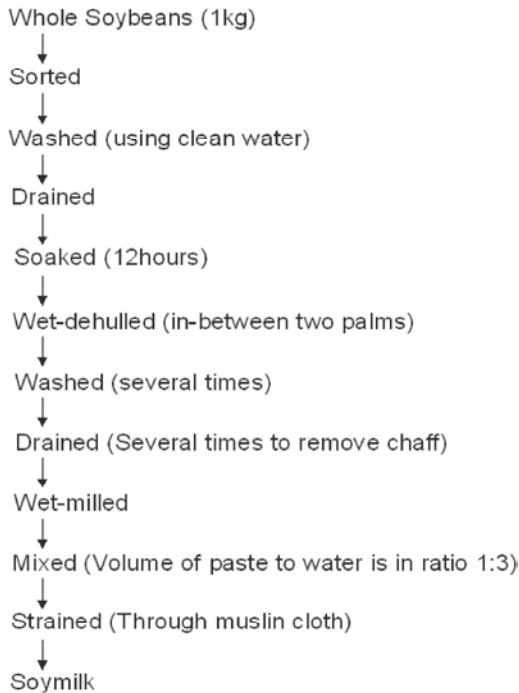 Whole Soybeans (1kg)
Sorted
Washed (using clean water)
Drained
Soaked (12hours)
Wet-dehulled (in-between two palms)
Washed (several times)
Drained (Several times to remove chaff)
Wet-milled
Mixed (Volume of paste to water is in ratio 1:3)
Strained (Through muslin cloth)
Soymilk